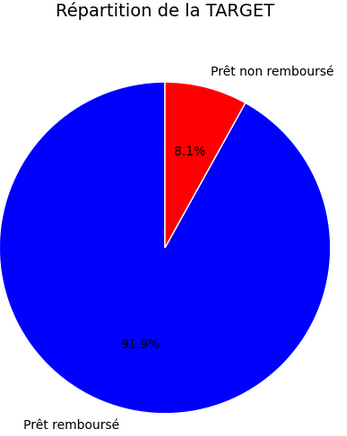 Répartition de la TARGET
Prêt non remboursé
8.1%
91.9%
Prêt remboursé